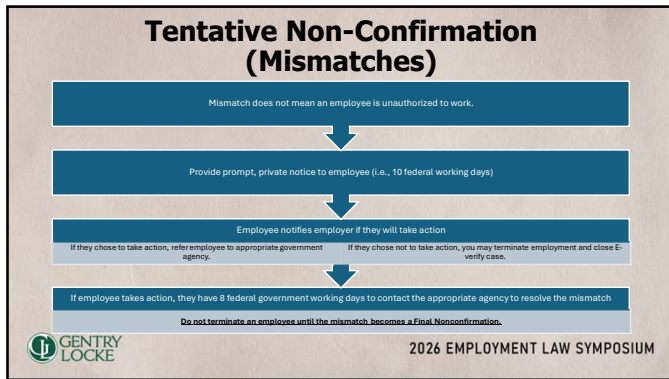 Tentative Non-Confirmation
(Mismatches)
Mismatch does not mean an employee is unauthorized to work.
Provide prompt, private notice to employee (i.e., 10 federal working days)
Employee notifies employer if they will take action
If they chose to take action, refer employee to appropriate government
agency.
If they chose not to take action, you may terminate employment and close E-
verify case.
If employee takes action, they have 8 federal government working days to contact the appropriate agency to resolve the mismatch
Do not terminate an employee until the mismatch becomes a Final Nonconfirmation.
GENTRY
LOCKE
2026 EMPLOYMENT LAW SYMPOSIUM